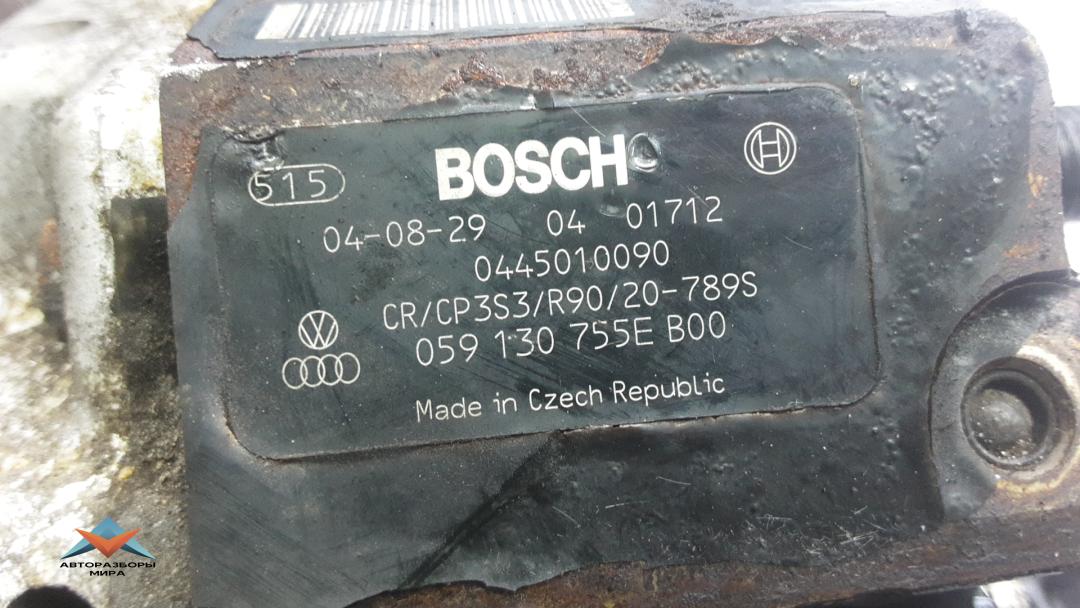 BOSCH
515
04-08-29 04 01712
0445010090
CR/CP3S3/R90/20-789S
059 130 755E B00
Made in Czech Republic
АВТОРАЗБОРЫ
МИРА